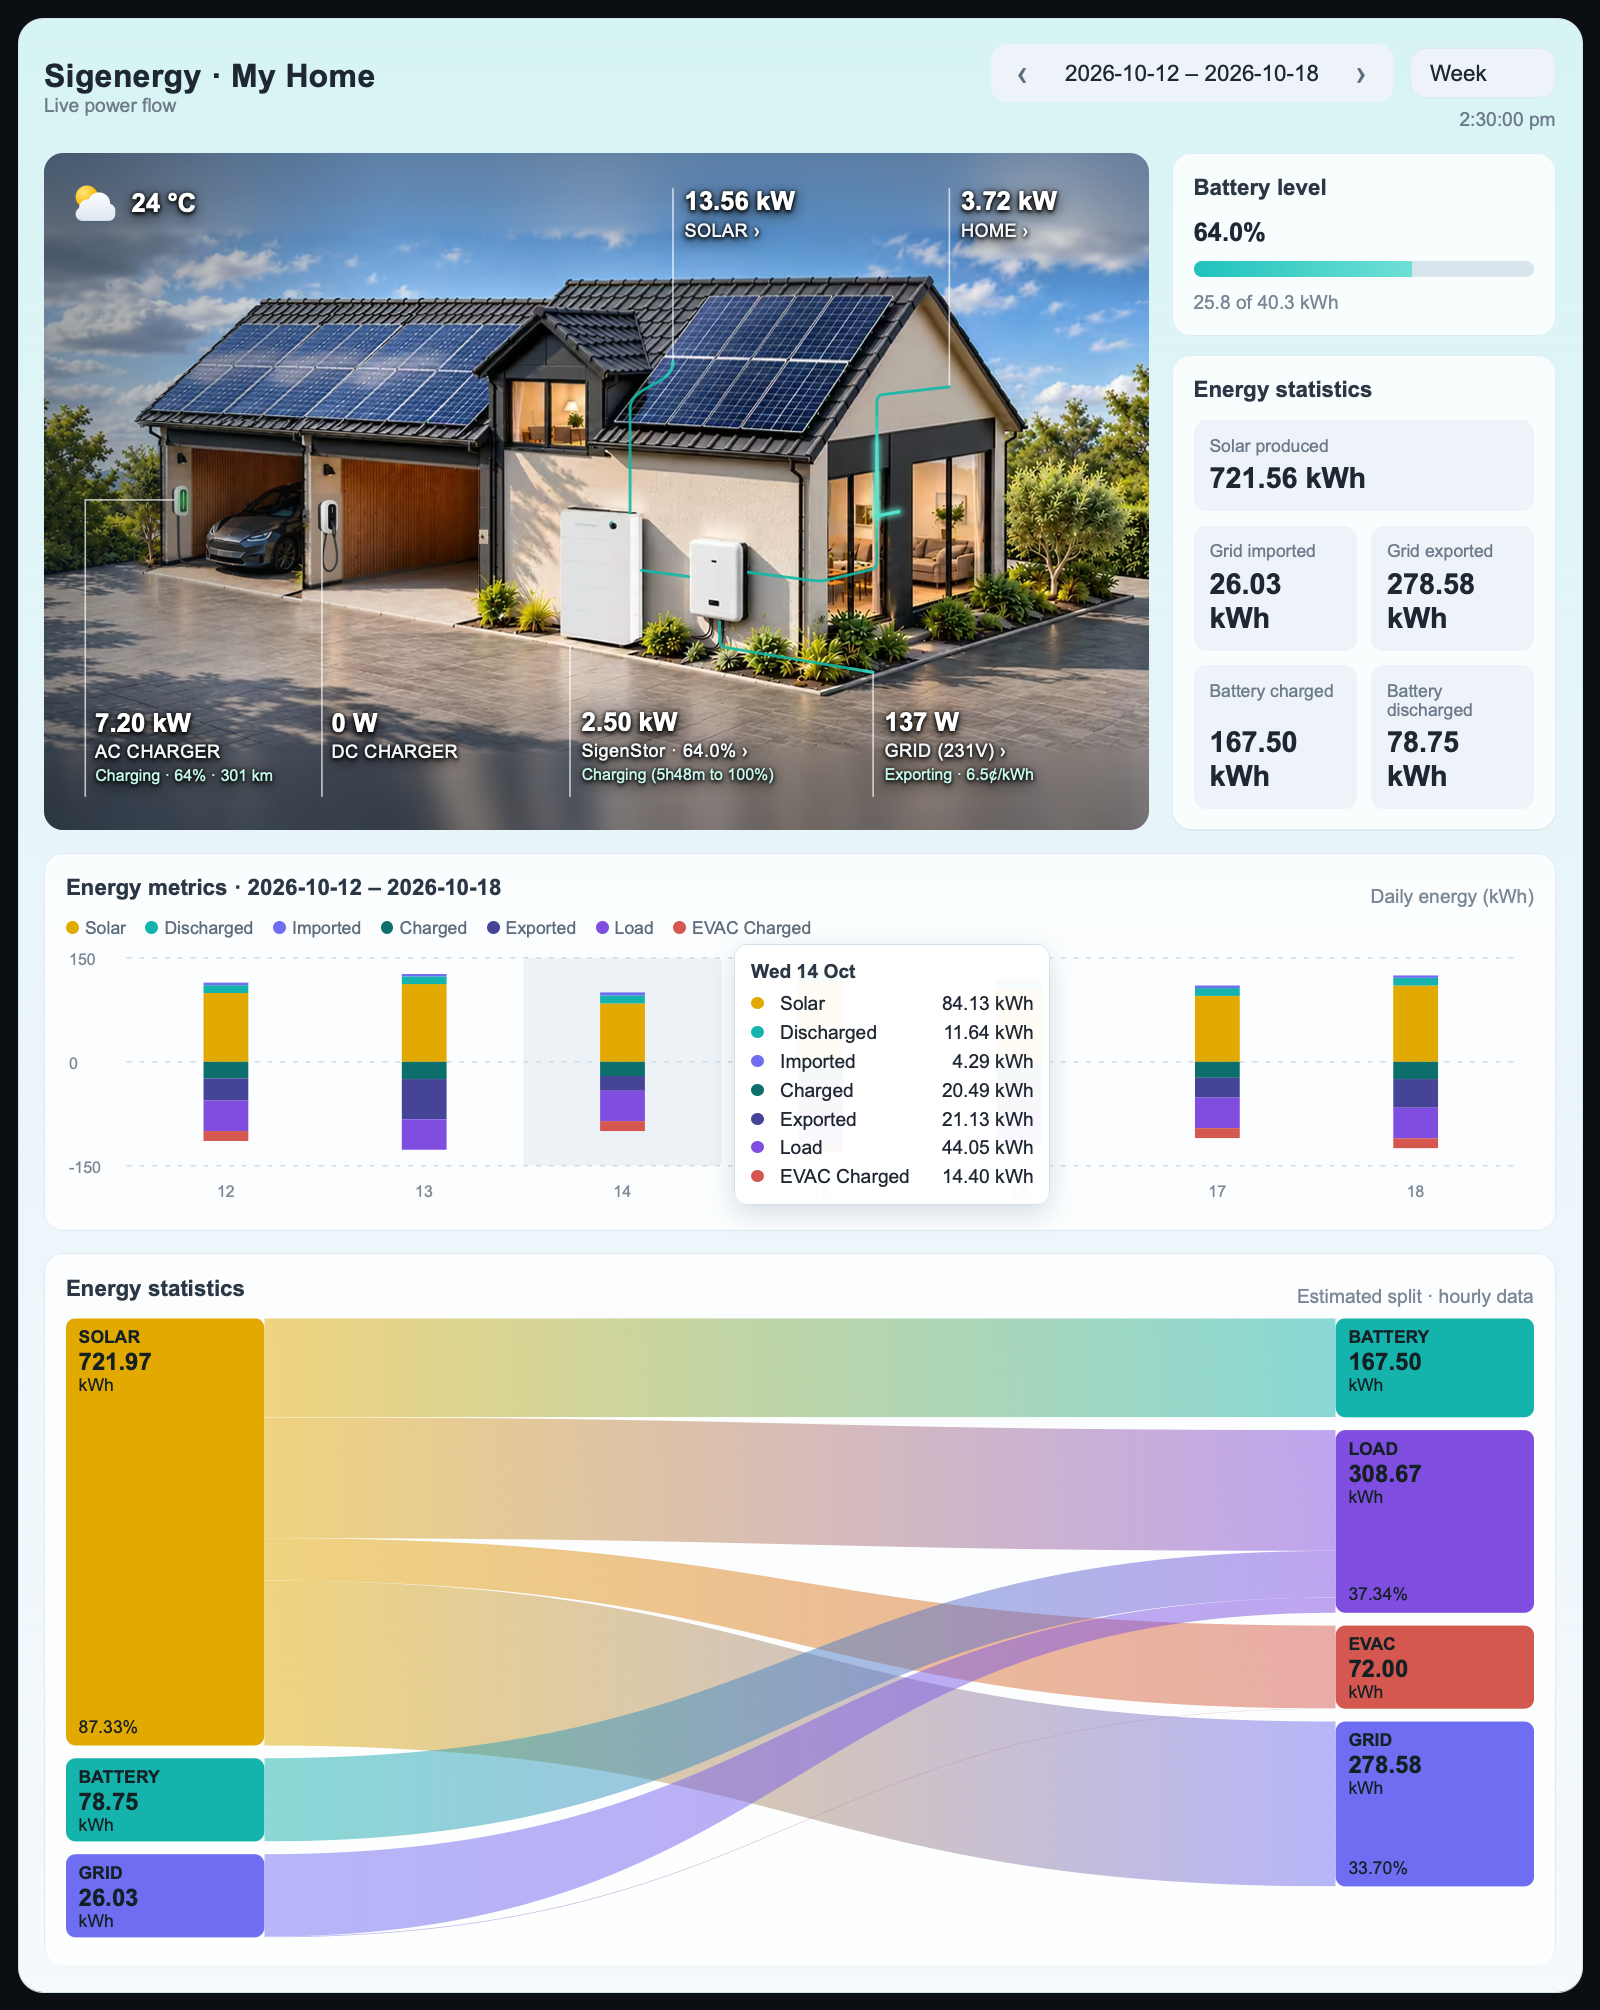 Sigenergy · My Home
Live power flow
‹ 2026-10-12 – 2026-10-18 ›
Week
2:30:00 pm
24 °C
13.56 kW
SOLAR ›
3.72 kW
HOME ›
7.20 kW
AC CHARGER
Charging · 64% · 301 km
0 W
DC CHARGER
2.50 kW
SigenStor · 64.0% ›
Charging (5h48m to 100%)
137 W
GRID (231V) ›
Exporting · 6.5¢/kWh
Battery level
64.0%
25.8 of 40.3 kWh
Energy statistics
Solar produced
721.56 kWh
Grid imported
26.03
kWh
Grid exported
278.58
kWh
Battery charged
167.50
kWh
Battery
discharged
78.75
kWh
Energy metrics · 2026-10-12 – 2026-10-18
Daily energy (kWh)
Solar Discharged Imported Charged Exported Load EVAC Charged
150
0
-150
Wed 14 Oct
Solar 84.13 kWh
Discharged 11.64 kWh
Imported 4.29 kWh
Charged 20.49 kWh
Exported 21.13 kWh
Load 44.05 kWh
EVAC Charged 14.40 kWh
12 13 14 17 18
Energy statistics
Estimated split · hourly data
SOLAR
721.97
kWh
87.33%
BATTERY
78.75
kWh
GRID
26.03
kWh
BATTERY
167.50
kWh
LOAD
308.67
kWh
37.34%
EVAC
72.00
kWh
GRID
278.58
kWh
33.70%